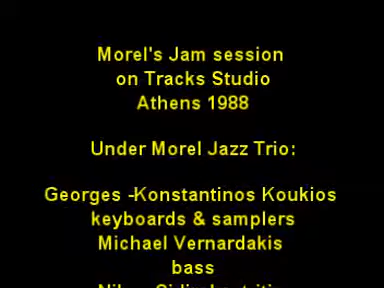 Morel's Jam session
on Tracks Studio
Athens 1988
Under Morel Jazz Trio:
Georges -Konstantinos Koukios
keyboards & samplers
Michael Vernardakis
bass